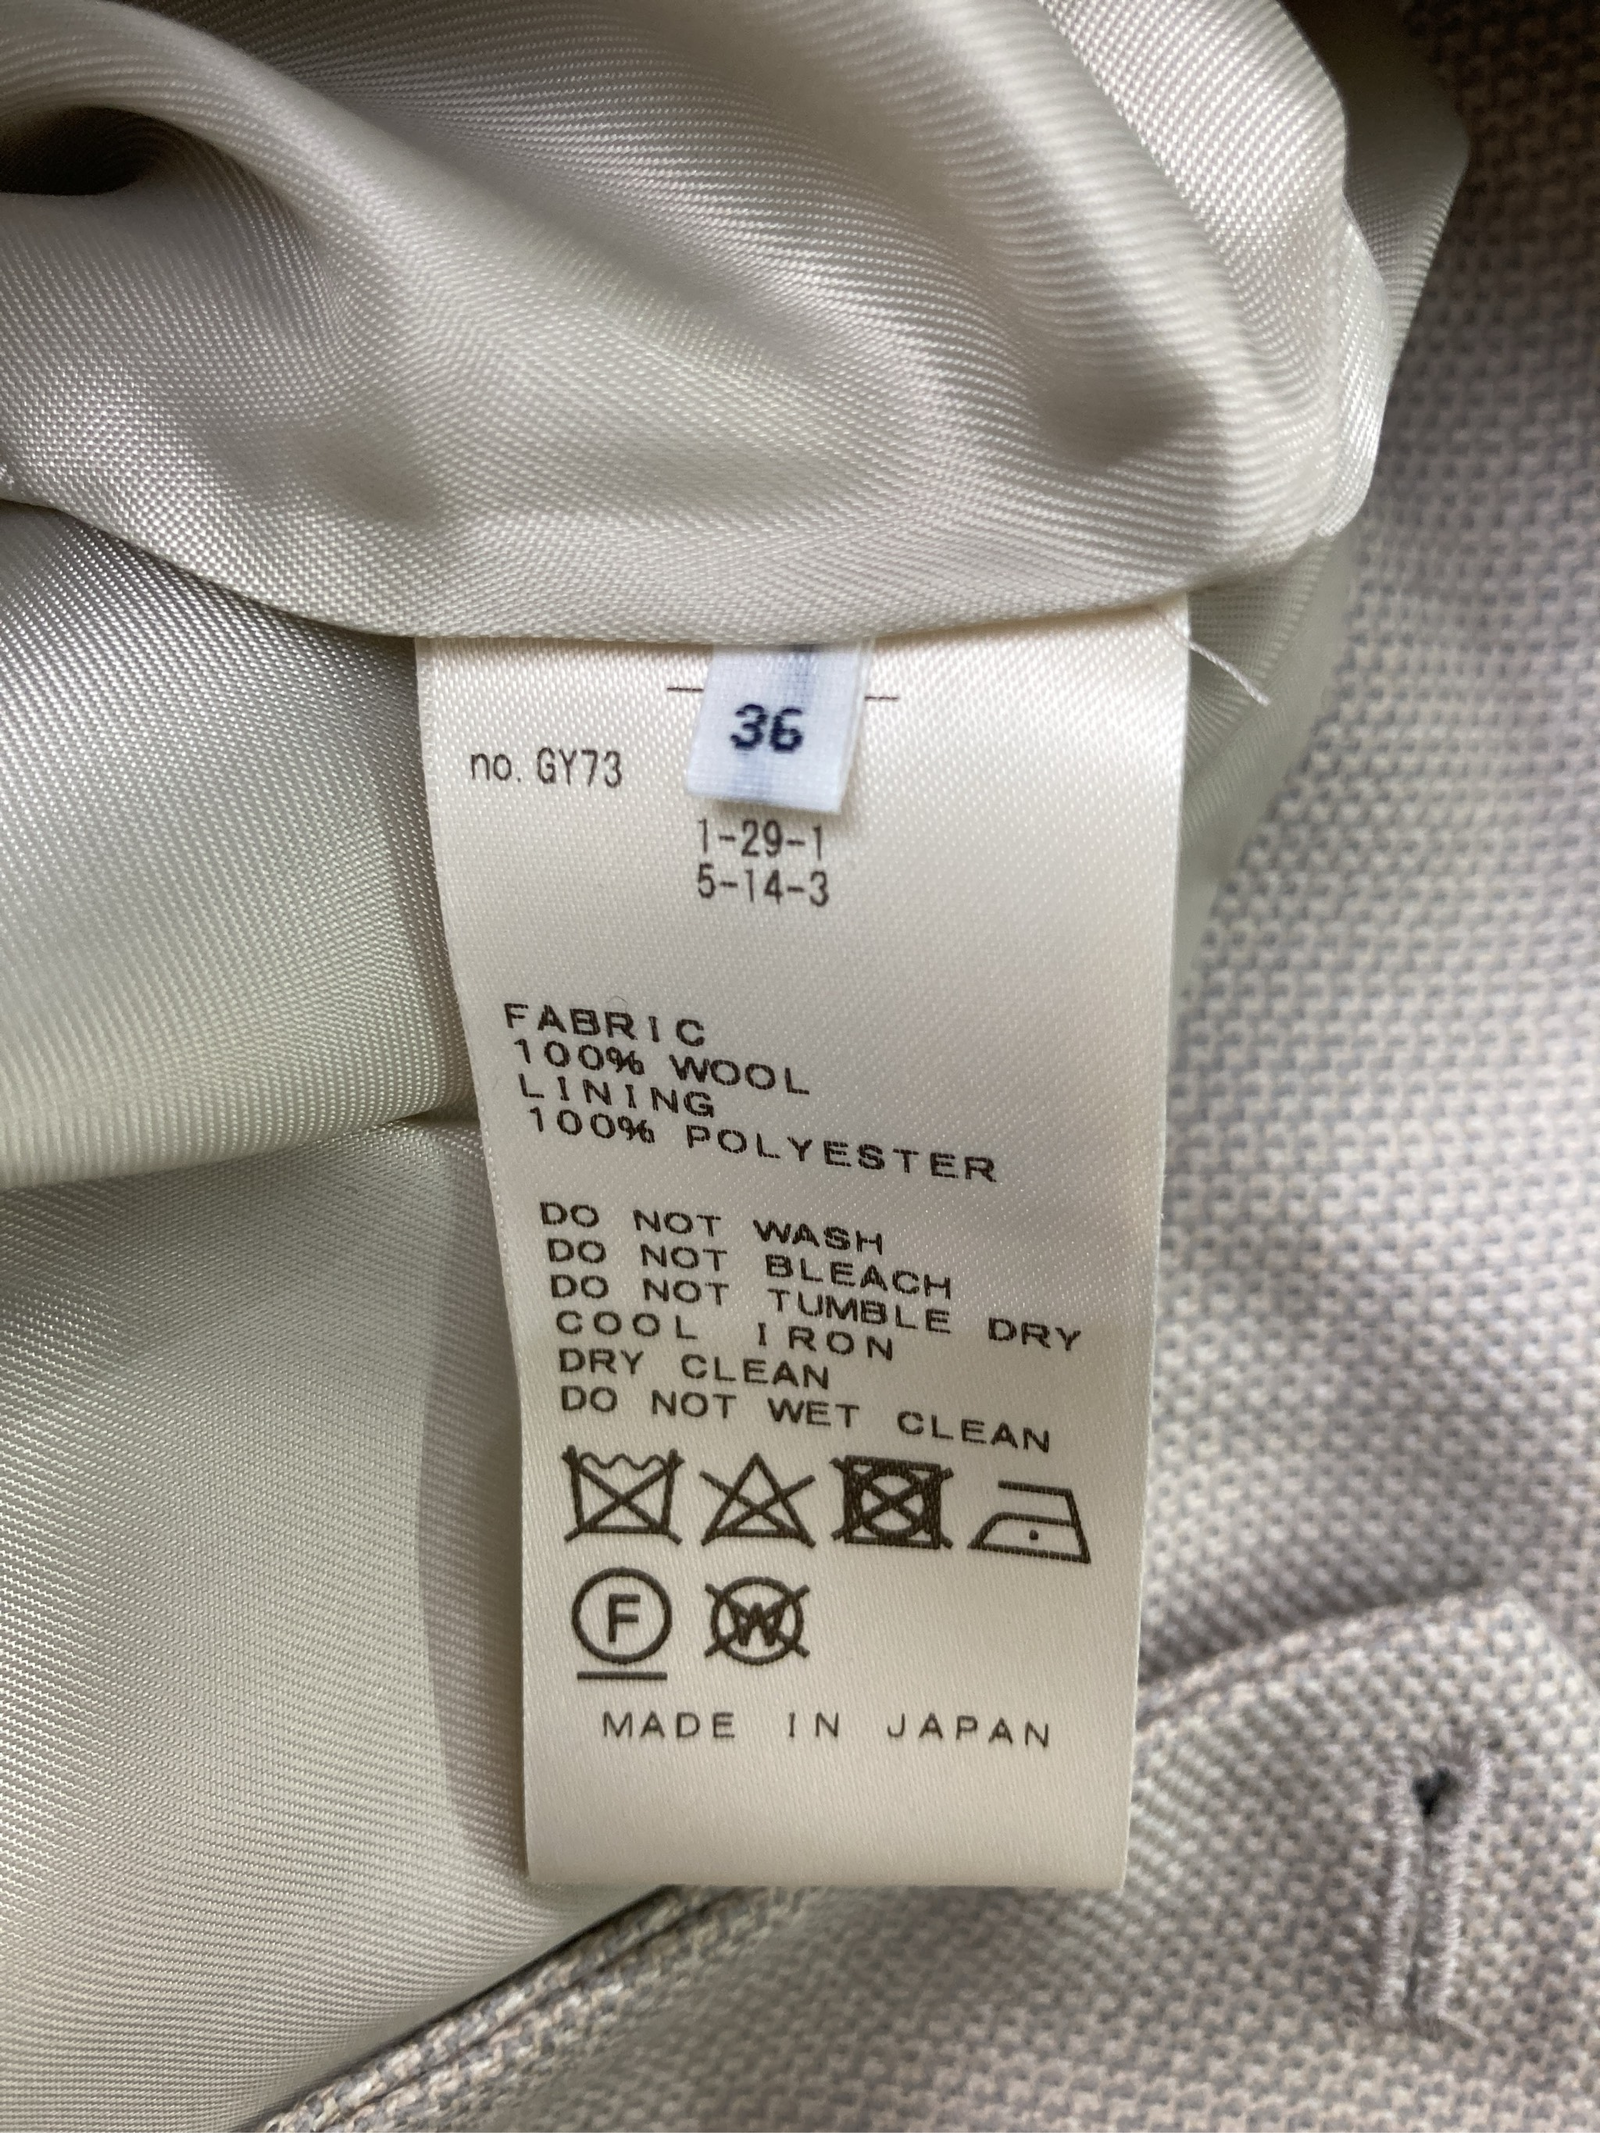 36
no. GY73
1-29-1
5-14-3
FABRIC
100% WOOL
LINING
100% POLYESTER
DO NOT WASH
DO NOT BLEACH
DO NOT TUMBLE DRY
COOL IRON
DRY CLEAN
DO NOT WET CLEAN
F W
MADE IN JAPAN